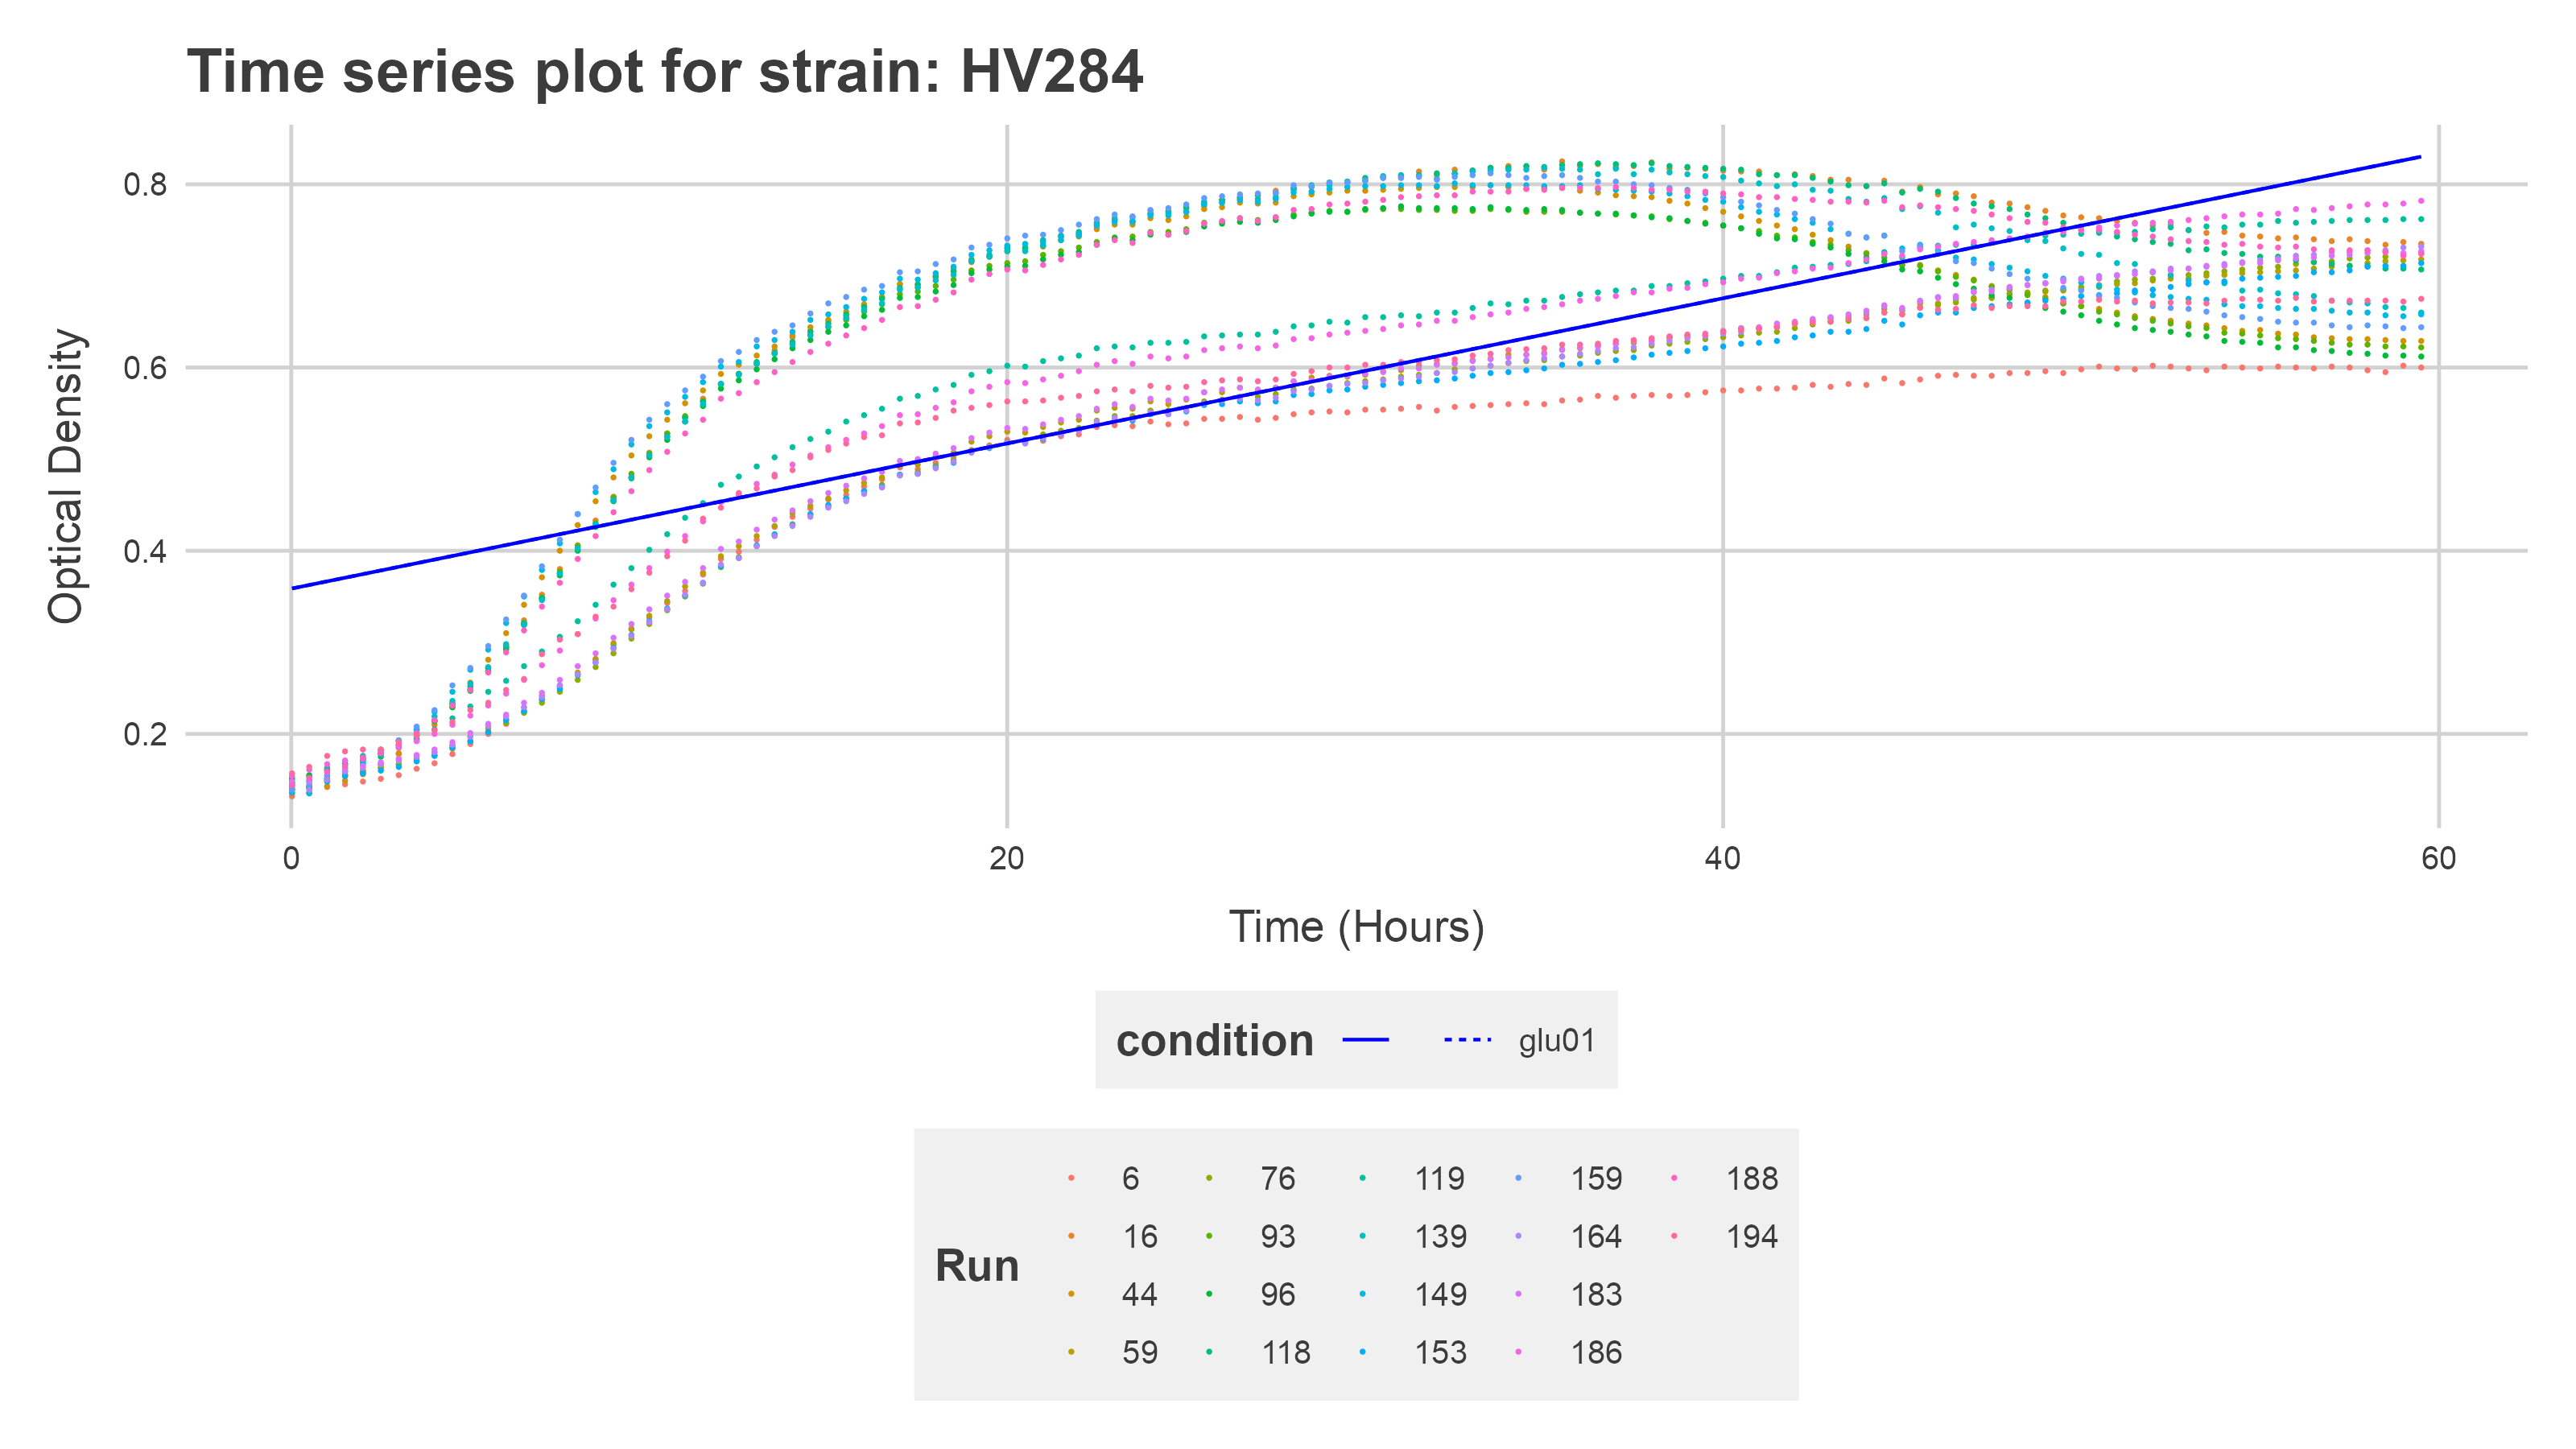 Time series plot for strain: HV284
Optical Density
0.8
0.6
0.4
0.2
0 20 40 60
Time (Hours)
condition glu01
Run
6 76 119 159 188
16 93 139 164 194
44 96 149 183
59 118 153 186